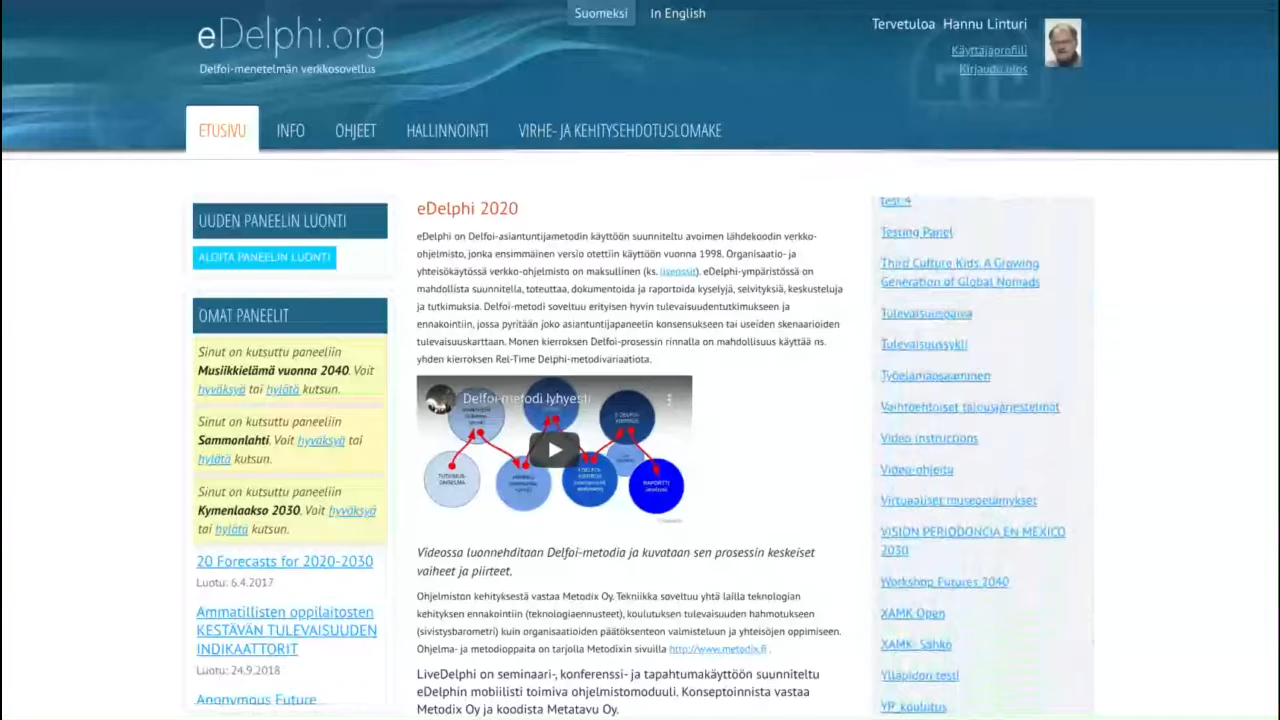 Suomeksi In English
eDelphi.org
Delfoi-menetelmän verkkosovellus
Tervetuloa Hannu Linturi
Käyttäjäprofiili
Kirjaudu ulos
ETUSIVU INFO OHJEET HALLINNOINTI VIRHE- JA KEHITYSEHDOTUSLOMAKE
UUDEN PANEELIN LUONTI
ALOITA PANEELIN LUONTI
OMAT PANEELIT
Sinut on kutsuttu paneeliin
Musiikkielämä vuonna 2040. Voit
hyväksyä tai hylätä kutsun.
Sinut on kutsuttu paneeliin
Sammonlahti. Voit hyväksyä tai
hylätä kutsun.
Sinut on kutsuttu paneeliin
Kymenlaakso 2030. Voit hyväksyä
tai hylätä kutsun.
20 Forecasts for 2020-2030
Luotu: 6.4.2017
Ammatillisten oppilaitosten
KESTÄVÄN TULEVAISUUDEN
INDIKAATTORIT
Luotu: 24.9.2018
Anonymous Future
eDelphi 2020
eDelphi on Delfoi-asiantuntijametodin käyttöön suunniteltu avoimen lähdekoodin verkko-
ohjelmisto, jonka ensimmäinen versio otettiin käyttöön vuonna 1998. Organisaatio- ja
yhteisökäytössä verkko-ohjelmisto on maksullinen (ks. lisenssit). eDelphi-ympäristössä on
mahdollista suunnitella, toteuttaa, dokumentoida ja raportoida kyselyjä, selvityksiä, keskusteluja
ja tutkimuksia. Delfoi-metodi soveltuu erityisen hyvin tulevaisuudentutkimukseen ja
ennakointiin, jossa pyritään joko asiantuntijapaneelin konsensukseen tai useiden skenaarioiden
tulevaisuuskarttaan. Monen kierroksen Delfoi-prosessin rinnalla on mahdollisuus käyttää ns.
yhden kierroksen Rel-Time Delphi-metodivariaatiota.
Delfoi-metodi lyhyesti
TUTKIMUS-
ONGELMA
RAPORTTI
Videossa luonnehditaan Delfoi-metodia ja kuvataan sen prosessin keskeiset
vaiheet ja piirteet.
Ohjelmiston kehityksestä vastaa Metodix Oy. Tekniikka soveltuu yhtä lailla teknologian
kehityksen ennakointiin (teknologiaennusteet), koulutuksen tulevaisuuden hahmotukseen
(sivistysbarometri) kuin organisaatioiden päätöksenteon valmisteluun ja yhteisöjen oppimiseen.
Ohjelma- ja metodioppaita on tarjolla Metodixin sivuilla http://www.metodix.fi .
LiveDelphi on seminaari-, konferenssi- ja tapahtumakäyttöön suunniteltu
eDelphin mobiilisti toimiva ohjelmistomoduuli. Konseptoinnista vastaa
Metodix Oy ja koodista Metatavu Oy.
test 4
Testing Panel
Third Culture Kids. A Growing
Generation of Global Nomads
Tulevaisuuspäivä
Tulevaisuussykli
Työelämäosaaminen
Vaihtoehtoiset talousjärjestelmät
Video instructions
Video-ohjeita
Virtuaaliset museoelämykset
VISION PERIODONCIA EN MEXICO
2030
Workshop Futures 2040
XAMK Open
XAMK- Sähkö
Ylläpidon testi
YP_koulutus